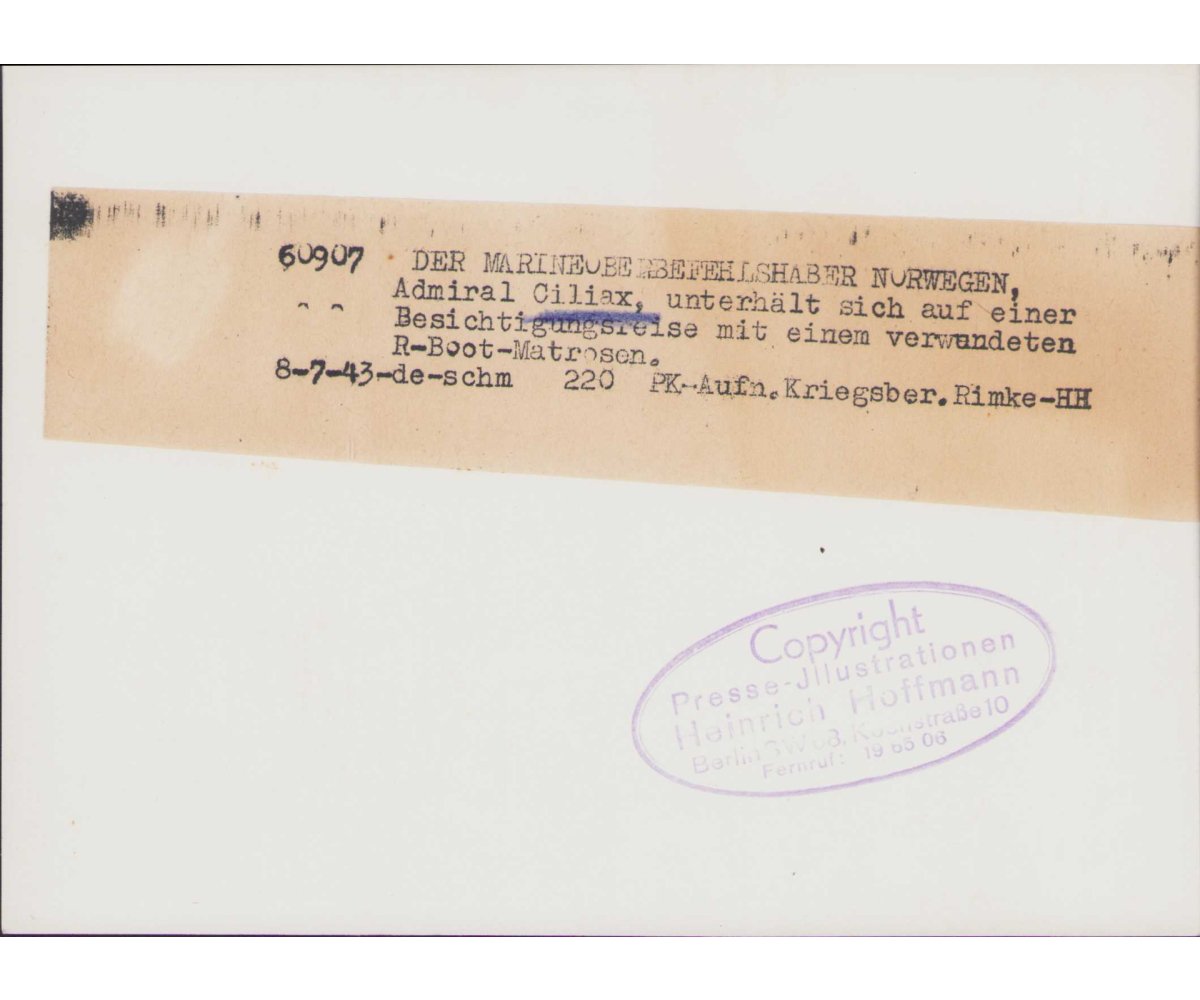 60907 DER MARINEOBERBEFEHLSHABER NORWEGEN,
Admiral Ciliax, unterhält sich auf einer
Besichtigungsreise mit einem verwundeten
R-Boot-Matrosen.
8-7-43-de-schm 220 PK-Aufn.Kriegsber.Rimke-HH
Copyright
Presse-Jllustrationen
Heinrich Hoffmann
Berlin SW 68, Kochstraße 10
Fernruf: 19 65 06